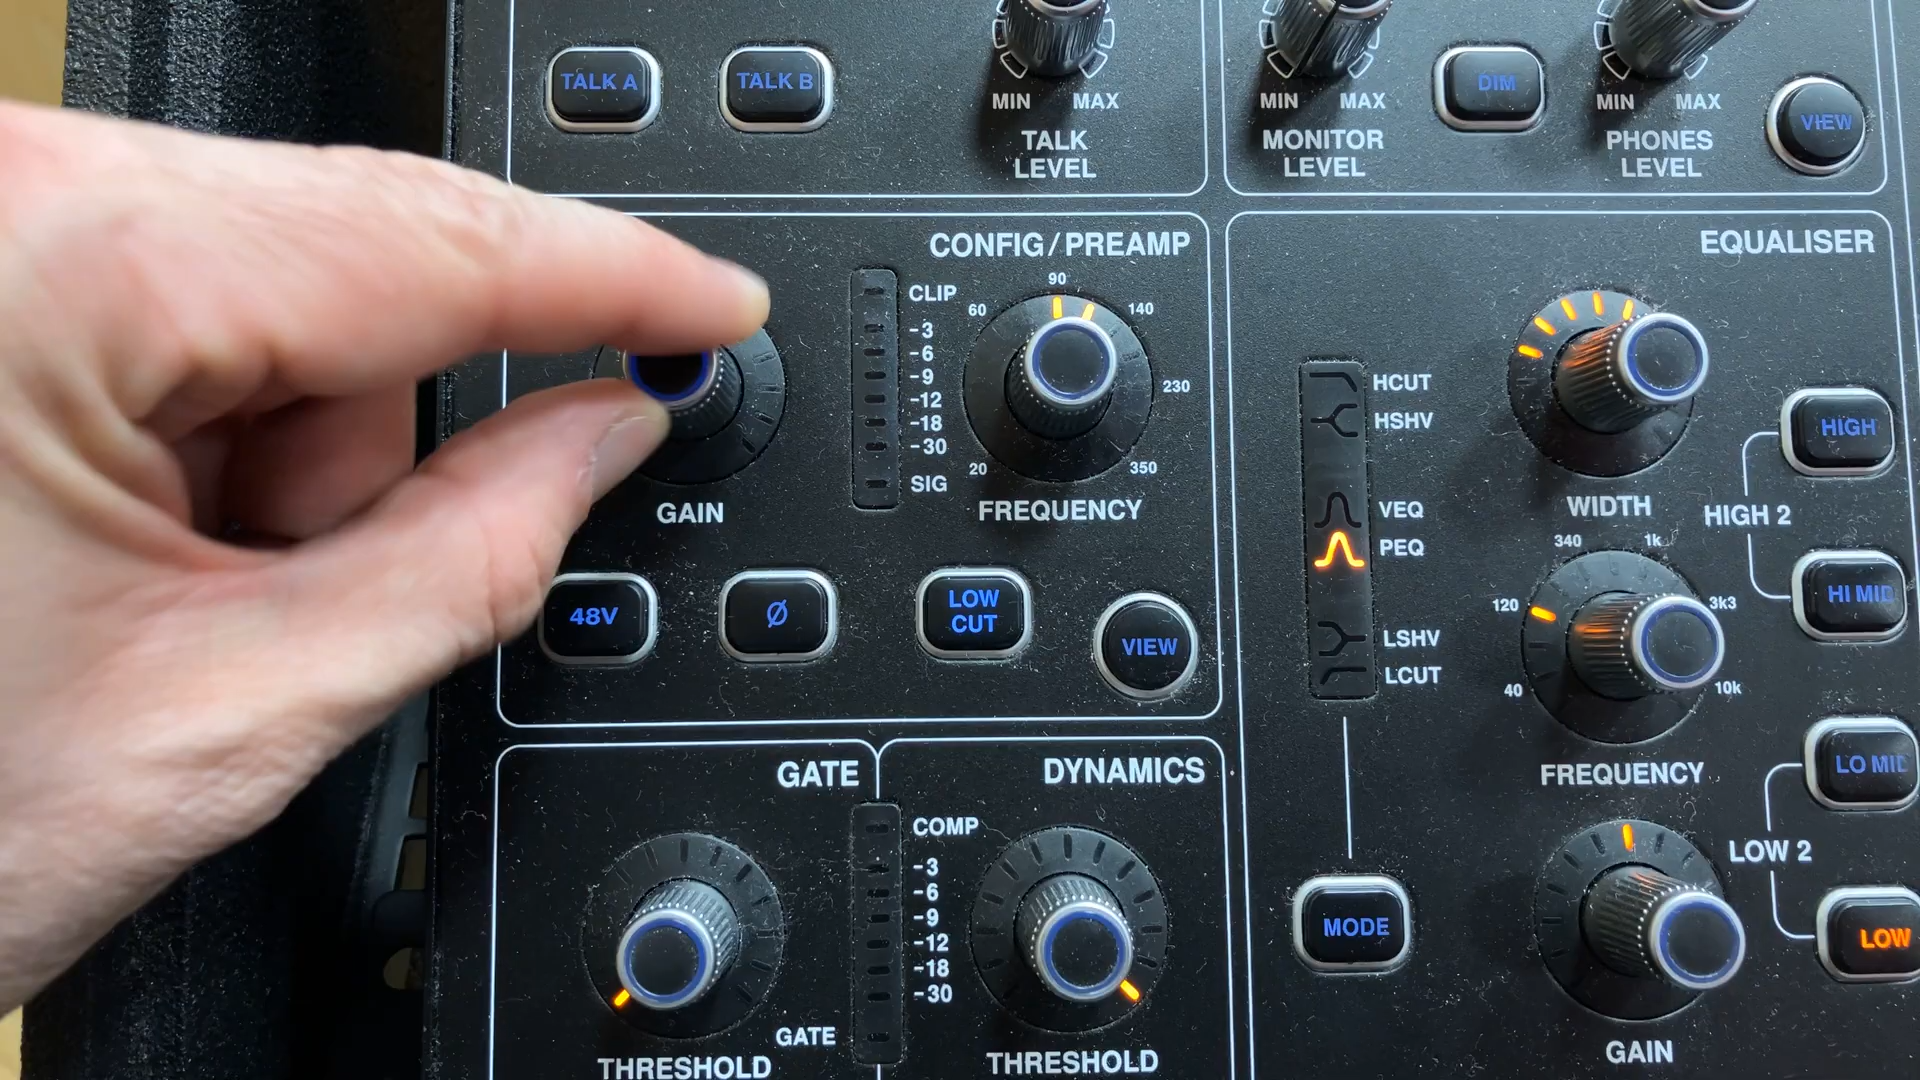 TALK A
TALK B
MIN MAX
TALK
LEVEL
MIN MAX
MONITOR
LEVEL
DIM
MIN MAX
PHONES
LEVEL
VIEW
CONFIG/PREAMP
GAIN
CLIP
-3
-6
-9
-12
-18
-30
SIG
20
60
90
140
230
350
FREQUENCY
48V
Ø
LOW
CUT
VIEW
EQUALISER
HCUT
HSHV
VEQ
PEQ
LSHV
LCUT
MODE
WIDTH
40
120
340
1k
3k3
10k
FREQUENCY
GAIN
HIGH
HIGH 2
HI MID
LO MID
LOW 2
LOW
GATE
THRESHOLD
GATE
DYNAMICS
COMP
-3
-6
-9
-12
-18
-30
THRESHOLD